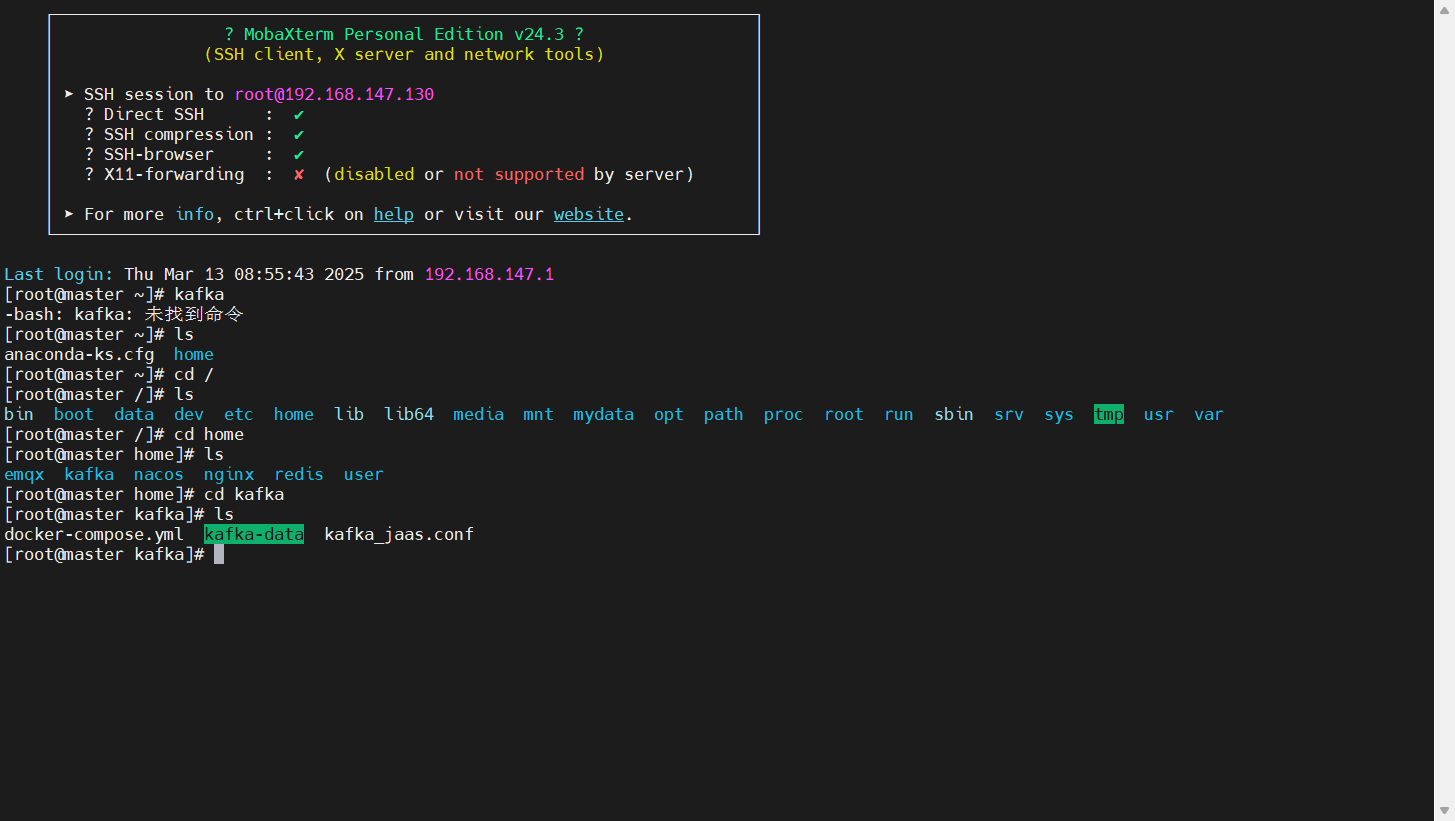 ? MobaXterm Personal Edition v24.3 ?
(SSH client, X server and network tools)
➤ SSH session to root@192.168.147.130
? Direct SSH      :  ✔
? SSH compression :  ✔
? SSH-browser     :  ✔
? X11-forwarding  :  ✘  (disabled or not supported by server)
➤ For more info, ctrl+click on help or visit our website.
Last login: Thu Mar 13 08:55:43 2025 from 192.168.147.1
[root@master ~]# kafka
-bash: kafka: 未找到命令
[root@master ~]# ls
anaconda-ks.cfg  home
[root@master ~]# cd /
[root@master /]# ls
bin  boot  data  dev  etc  home  lib  lib64  media  mnt  mydata  opt  path  proc  root  run  sbin  srv  sys  tmp  usr  var
[root@master /]# cd home
[root@master home]# ls
emqx  kafka  nacos  nginx  redis  user
[root@master home]# cd kafka
[root@master kafka]# ls
docker-compose.yml  kafka-data  kafka_jaas.conf
[root@master kafka]#